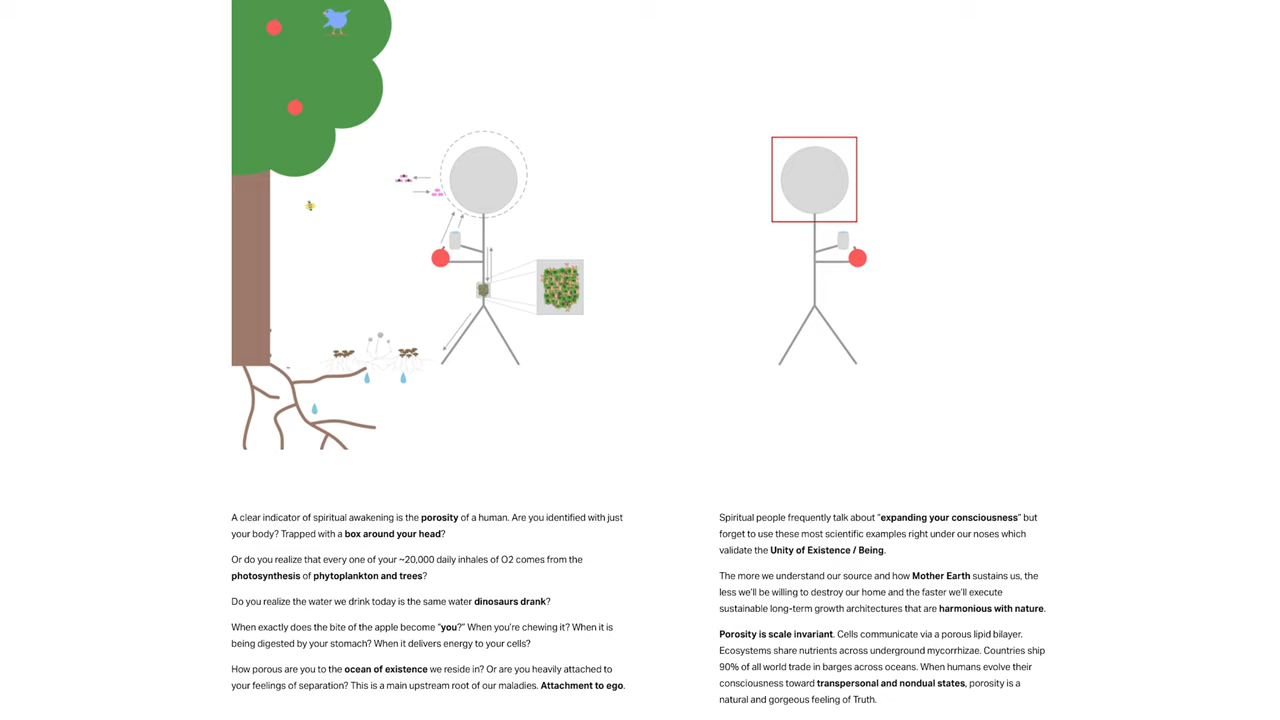 A clear indicator of spiritual awakening is the porosity of a human. Are you identified with just
your body? Trapped with a box around your head?
Or do you realize that every one of your ~20,000 daily inhales of O2 comes from the
photosynthesis of phytoplankton and trees?
Do you realize the water we drink today is the same water dinosaurs drank?
When exactly does the bite of the apple become “you?” When you’re chewing it? When it is
being digested by your stomach? When it delivers energy to your cells?
How porous are you to the ocean of existence we reside in? Or are you heavily attached to
your feelings of separation? This is a main upstream root of our maladies. Attachment to ego.
Spiritual people frequently talk about “expanding your consciousness” but
forget to use these most scientific examples right under our noses which
validate the Unity of Existence / Being.
The more we understand our source and how Mother Earth sustains us, the
less we’ll be willing to destroy our home and the faster we’ll execute
sustainable long-term growth architectures that are harmonious with nature.
Porosity is scale invariant. Cells communicate via a porous lipid bilayer.
Ecosystems share nutrients across underground mycorrhizae. Countries ship
90% of all world trade in barges across oceans. When humans evolve their
consciousness toward transpersonal and nondual states, porosity is a
natural and gorgeous feeling of Truth.